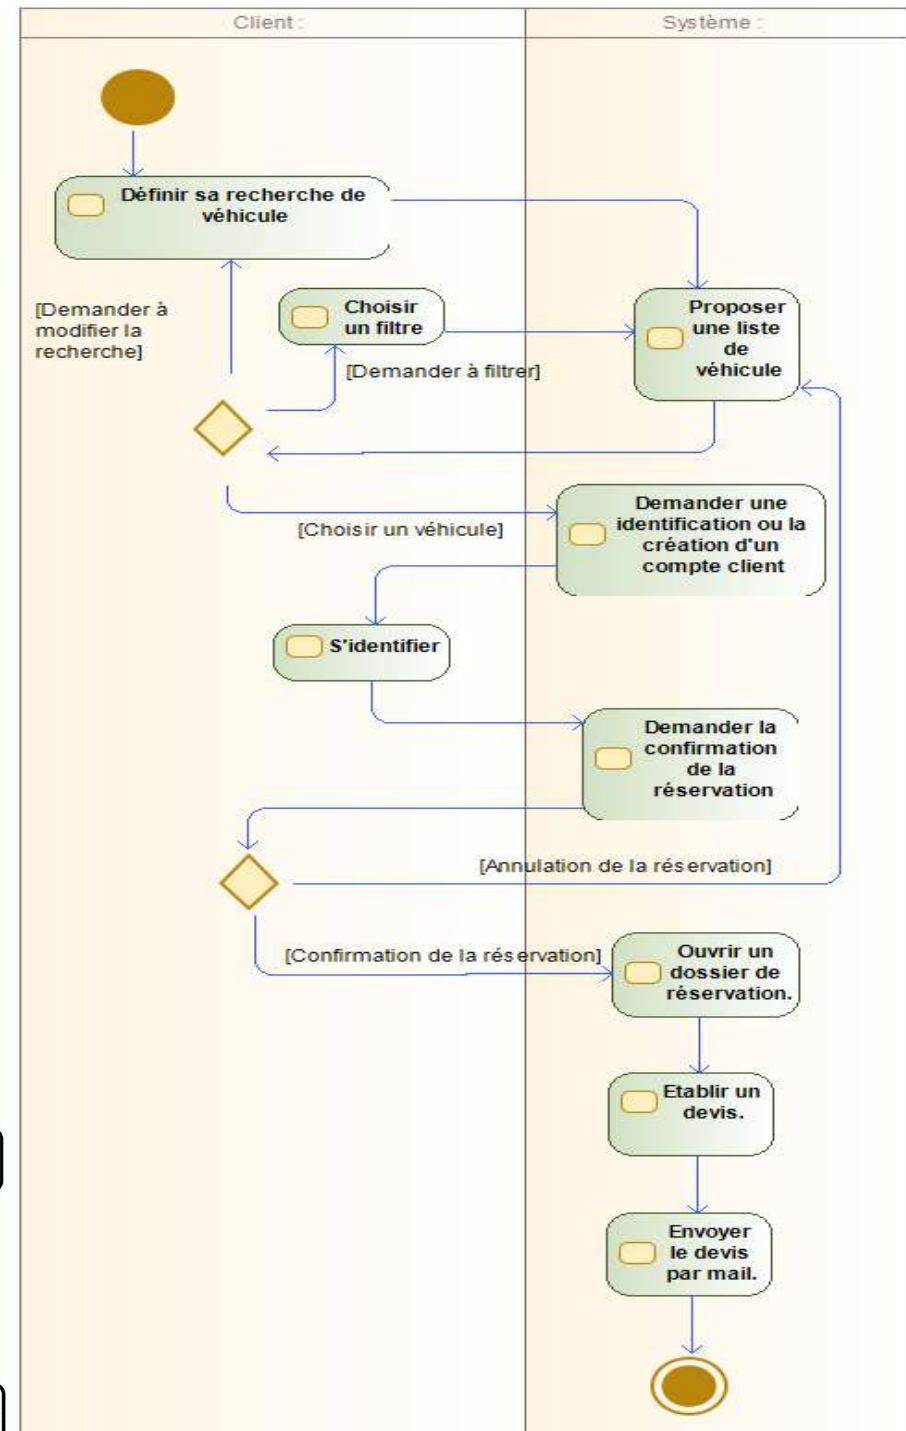 Client :
Système :
Définir sa recherche de
véhicule
[Demander à
modifier la
recherche]
Choisir
un filtre
[Demander à filtrer]
Proposer
une liste
de
véhicule
[Choisir un véhicule]
Demander une
identification ou la
création d'un
compte client
S'identifier
Demander la
confirmation
de la
réservation
[Annulation de la réservation]
[Confirmation de la réservation]
Ouvrir un
dossier de
réservation.
Etablir un
devis.
Envoyer
le devis
par mail.